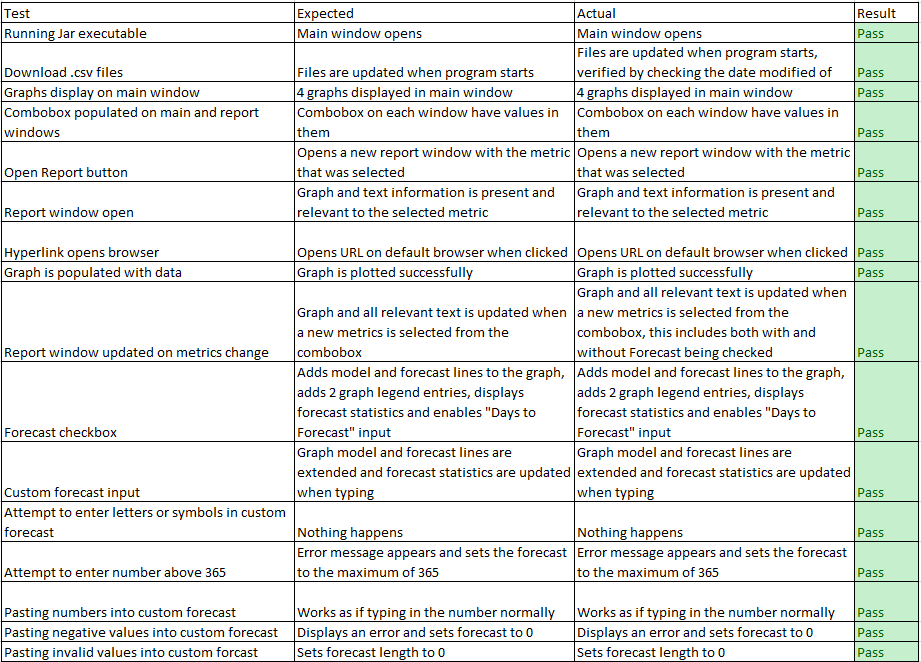 Test Expected Actual Result
Running Jar executable Main window opens Main window opens Pass
Files are updated when program starts,
Download .csv files Files are updated when program starts verified by checking the date modified of Pass
Graphs display on main window 4 graphs displayed in main window 4 graphs displayed in main window Pass
Combobox populated on main and report Combobox on each window have values in Combobox on each window have values in
windows them them Pass
Opens a new report window with the metric Opens a new report window with the metric
Open Report button that was selected that was selected Pass
Graph and text information is present and Graph and text information is present and
Report window open relevant to the selected metric relevant to the selected metric Pass
Hyperlink opens browser Opens URL on default browser when clicked Opens URL on default browser when clicked Pass
Graph is populated with data Graph is plotted successfully Graph is plotted successfully Pass
Graph and all relevant text is updated when
Graph and all relevant text is updated when a new metrics is selected from the
a new metrics is selected from the combobox, this includes both with and
Report window updated on metrics change combobox without Forecast being checked Pass
Adds model and forecast lines to the graph, Adds model and forecast lines to the graph,
adds 2 graph legend entries, displays adds 2 graph legend entries, displays
forecast statistics and enables "Days to forecast statistics and enables "Days to
Forecast checkbox Forecast" input Forecast" input Pass
Graph model and forecast lines are Graph model and forecast lines are
extended and forecast statistics are updated extended and forecast statistics are updated
Custom forecast input when typing when typing Pass
Attempt to enter letters or symbols in custom
forecast Nothing happens Nothing happens Pass
Error message appears and sets the forecast Error message appears and sets the forecast
Attempt to enter number above 365 to the maximum of 365 to the maximum of 365 Pass
Pasting numbers into custom forecast Works as if typing in the number normally Works as if typing in the number normally Pass
Pasting negative values into custom forecast Displays an error and sets forecast to 0 Displays an error and sets forecast to 0 Pass
Pasting invalid values into custom forcast Sets forecast length to 0 Sets forecast length to 0 Pass